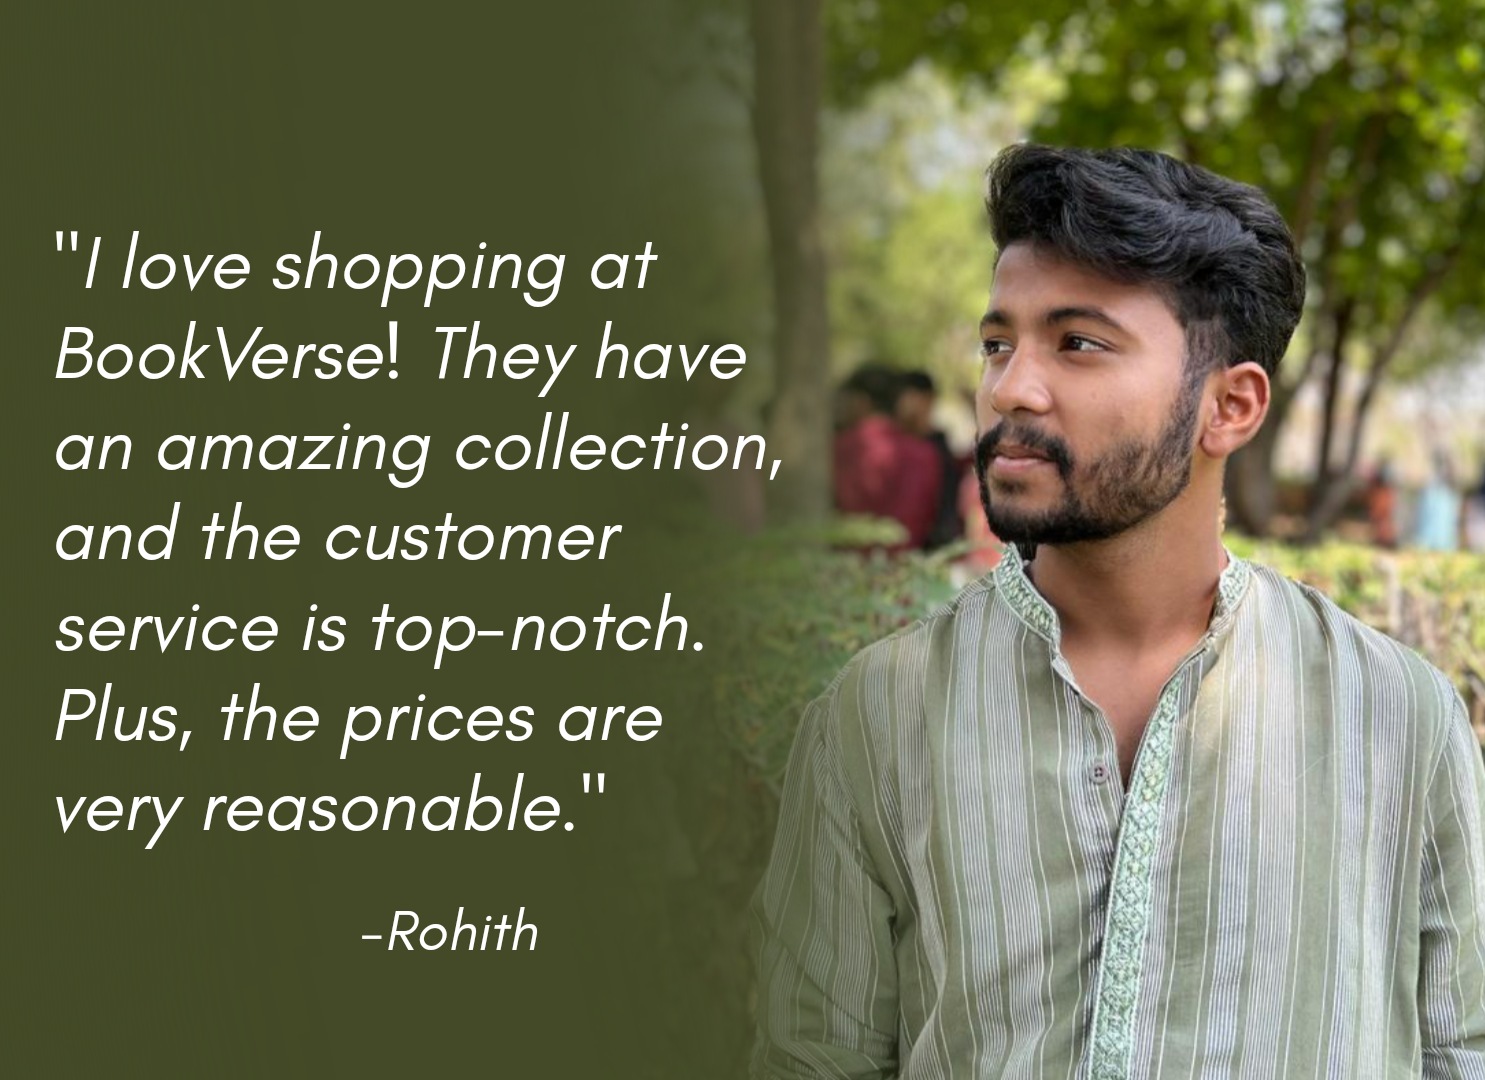 "I love shopping at
BookVerse! They have
an amazing collection,
and the customer
service is top-notch.
Plus, the prices are
very reasonable."
-Rohith